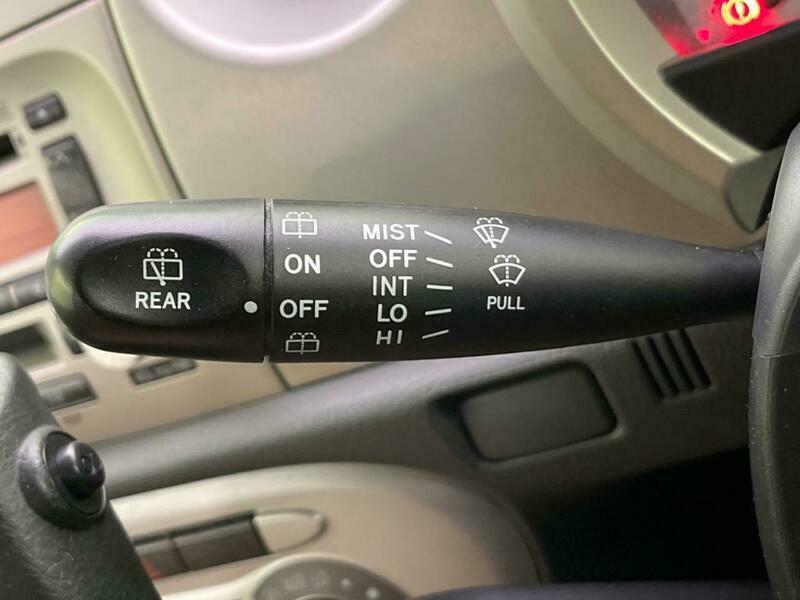 REAR
ON
OFF
MIST
OFF
INT
LO
HI
PULL